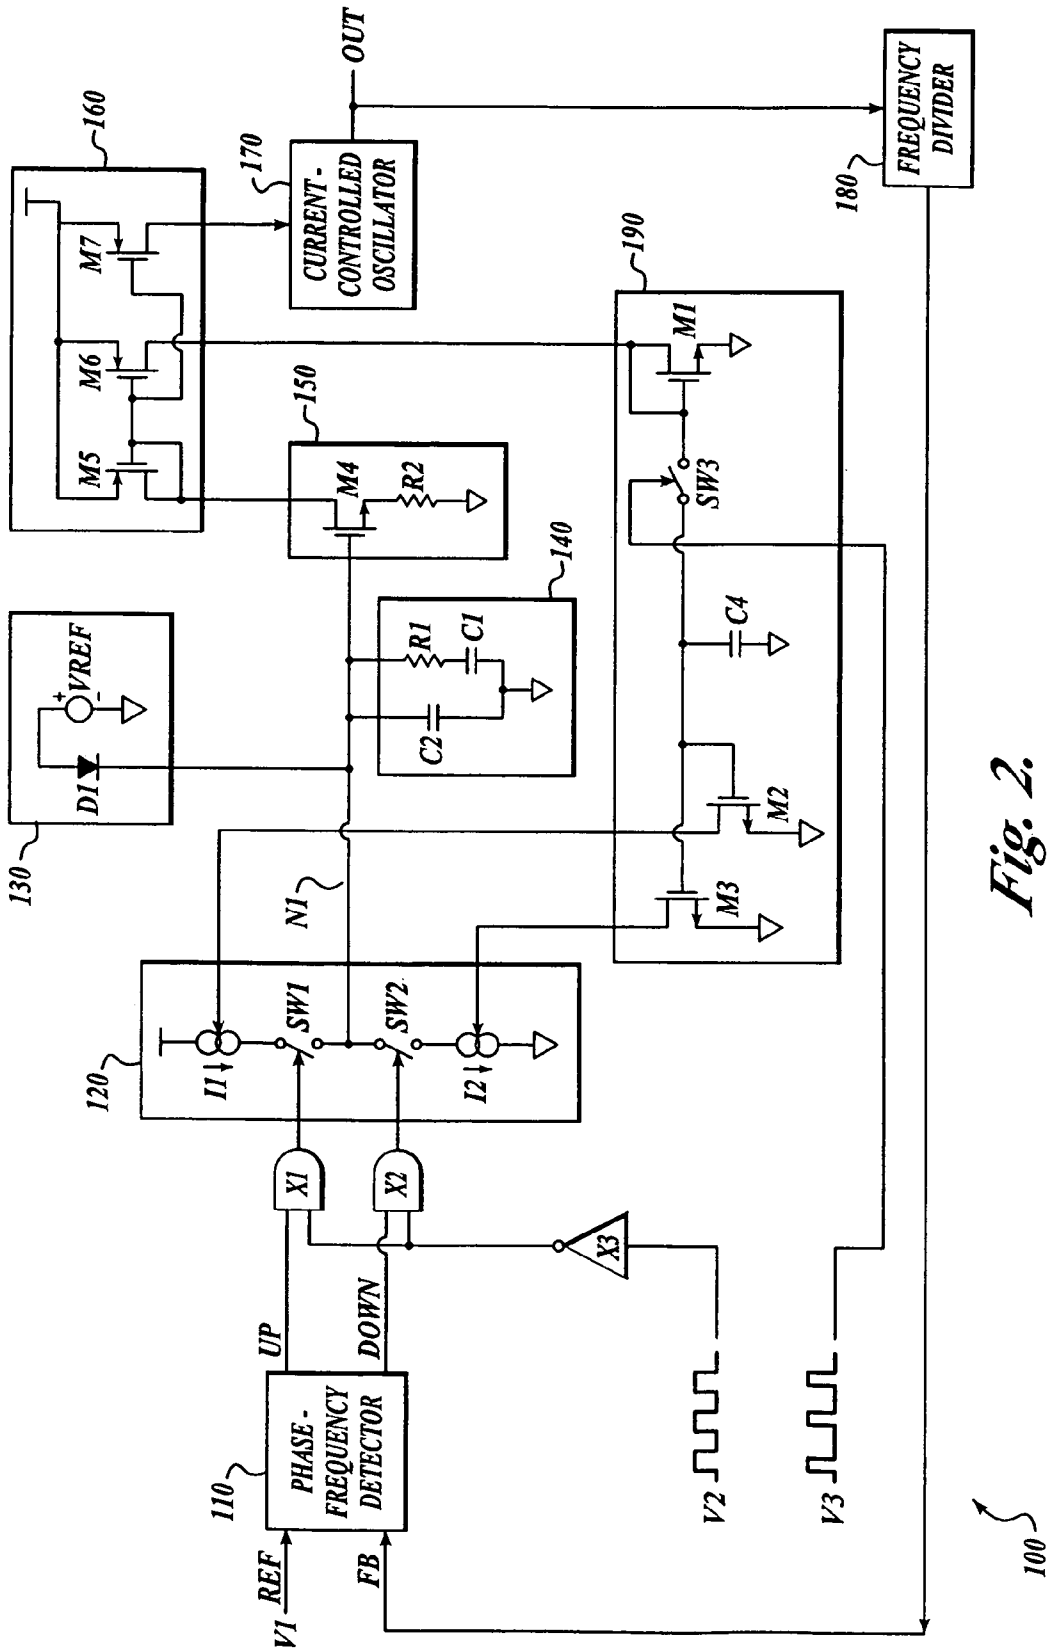 160
M5
M6
M7
130
D1
+
VREF
-
150
M4
R2
170
CURRENT-
CONTROLLED
OSCILLATOR
OUT
120
I1
SW1
SW2
I2
N1
140
C2
R1
C1
110
PHASE-
FREQUENCY
DETECTOR
V1
REF
FB
UP
DOWN
X1
X2
X3
190
M3
M2
C4
SW3
M1
180
FREQUENCY
DIVIDER
V2
V3
100
Fig. 2.